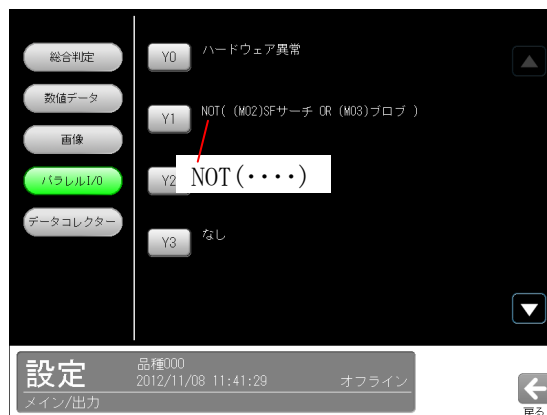 総合判定
数値データ
画像
パラレルI/O
データコレクター
Y0 ハードウェア異常
Y1 NOT( (M02)SFサーチ OR (M03)ブロブ )
Y2 NOT(････)
Y3 なし
設定
メイン/出力
品種000
2012/11/08 11:41:29 オフライン
戻る